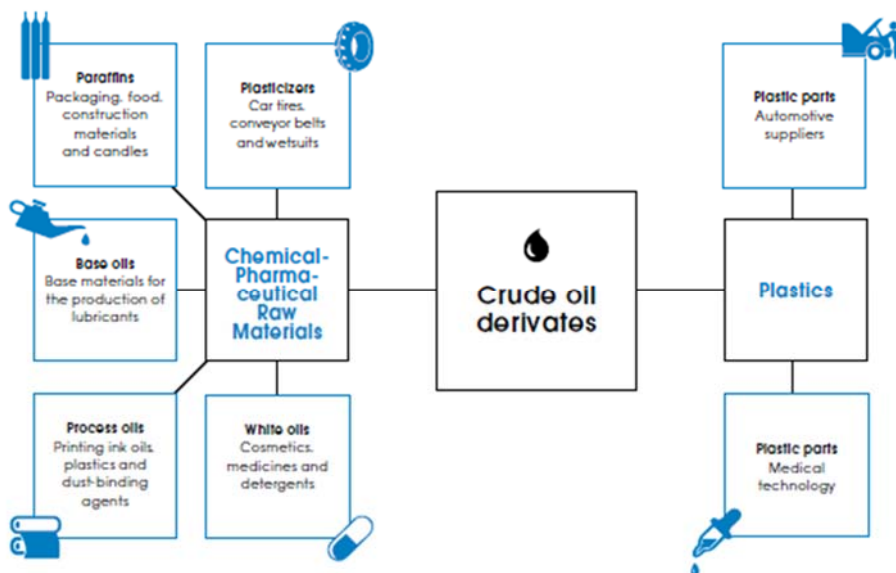 Paraffins
Packaging, food,
construction
materials
and candles
Plasticizers
Car tires,
conveyor belts
and wetsuits
Plastic parts
Automotive
suppliers
Base oils
Base materials for
the production of
lubricants
Chemical-
Pharma-
ceutical
Raw
Materials
Crude oil
derivates
Plastics
Process oils
Printing ink oils,
plastics and
dust-binding
agents
White oils
Cosmetics,
medicines and
detergents
Plastic parts
Medical
technology